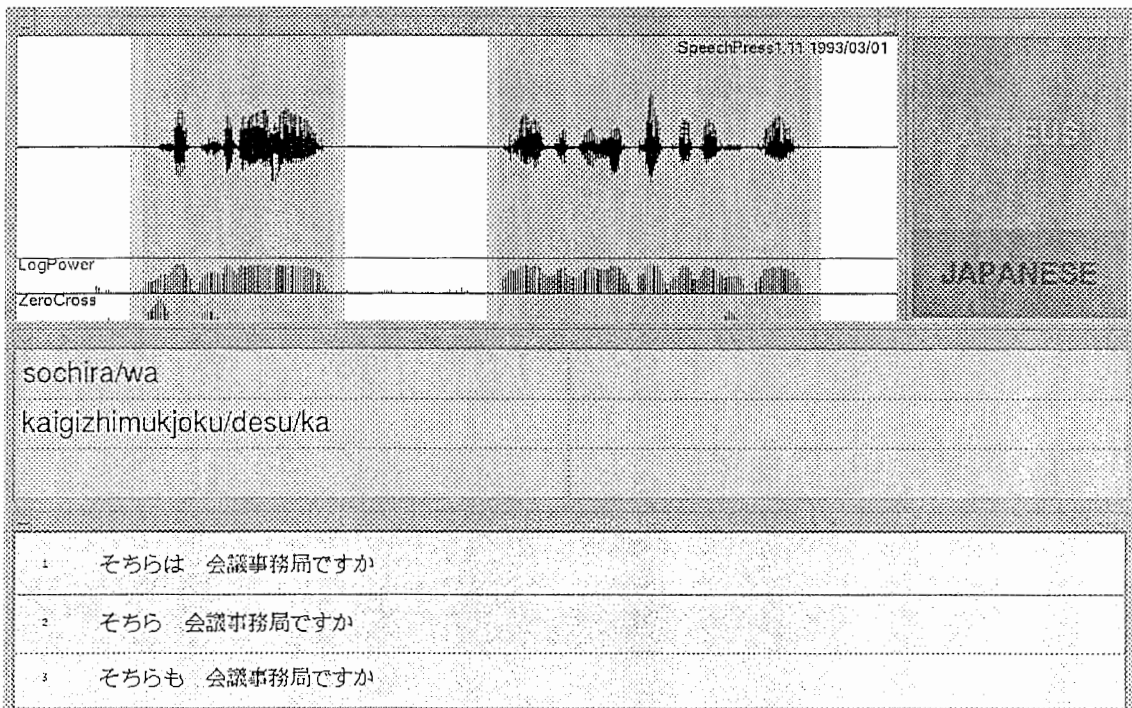 SpeechPress1.11 1993/03/01
LogPower
ZeroCross
JAPANESE
sochira/wa
kaigizhimukjoku/desu/ka
1 そちらは 会議事務局ですか
2 そちら 会議事務局ですか
3 そちらも 会議事務局ですか